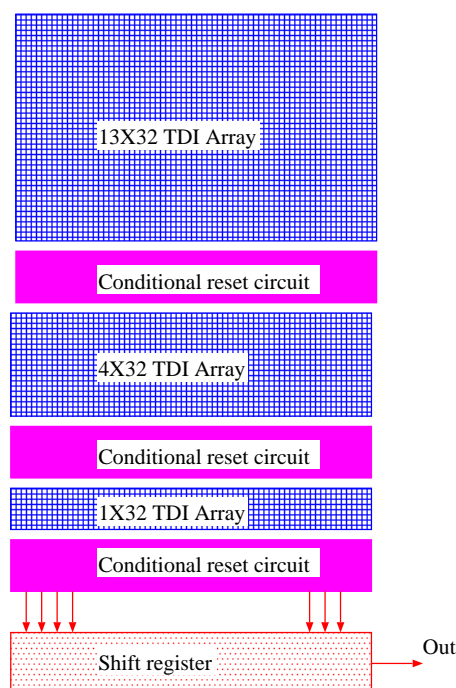 13X32 TDI Array
Conditional reset circuit
4X32 TDI Array
Conditional reset circuit
1X32 TDI Array
Conditional reset circuit
Out
Shift register